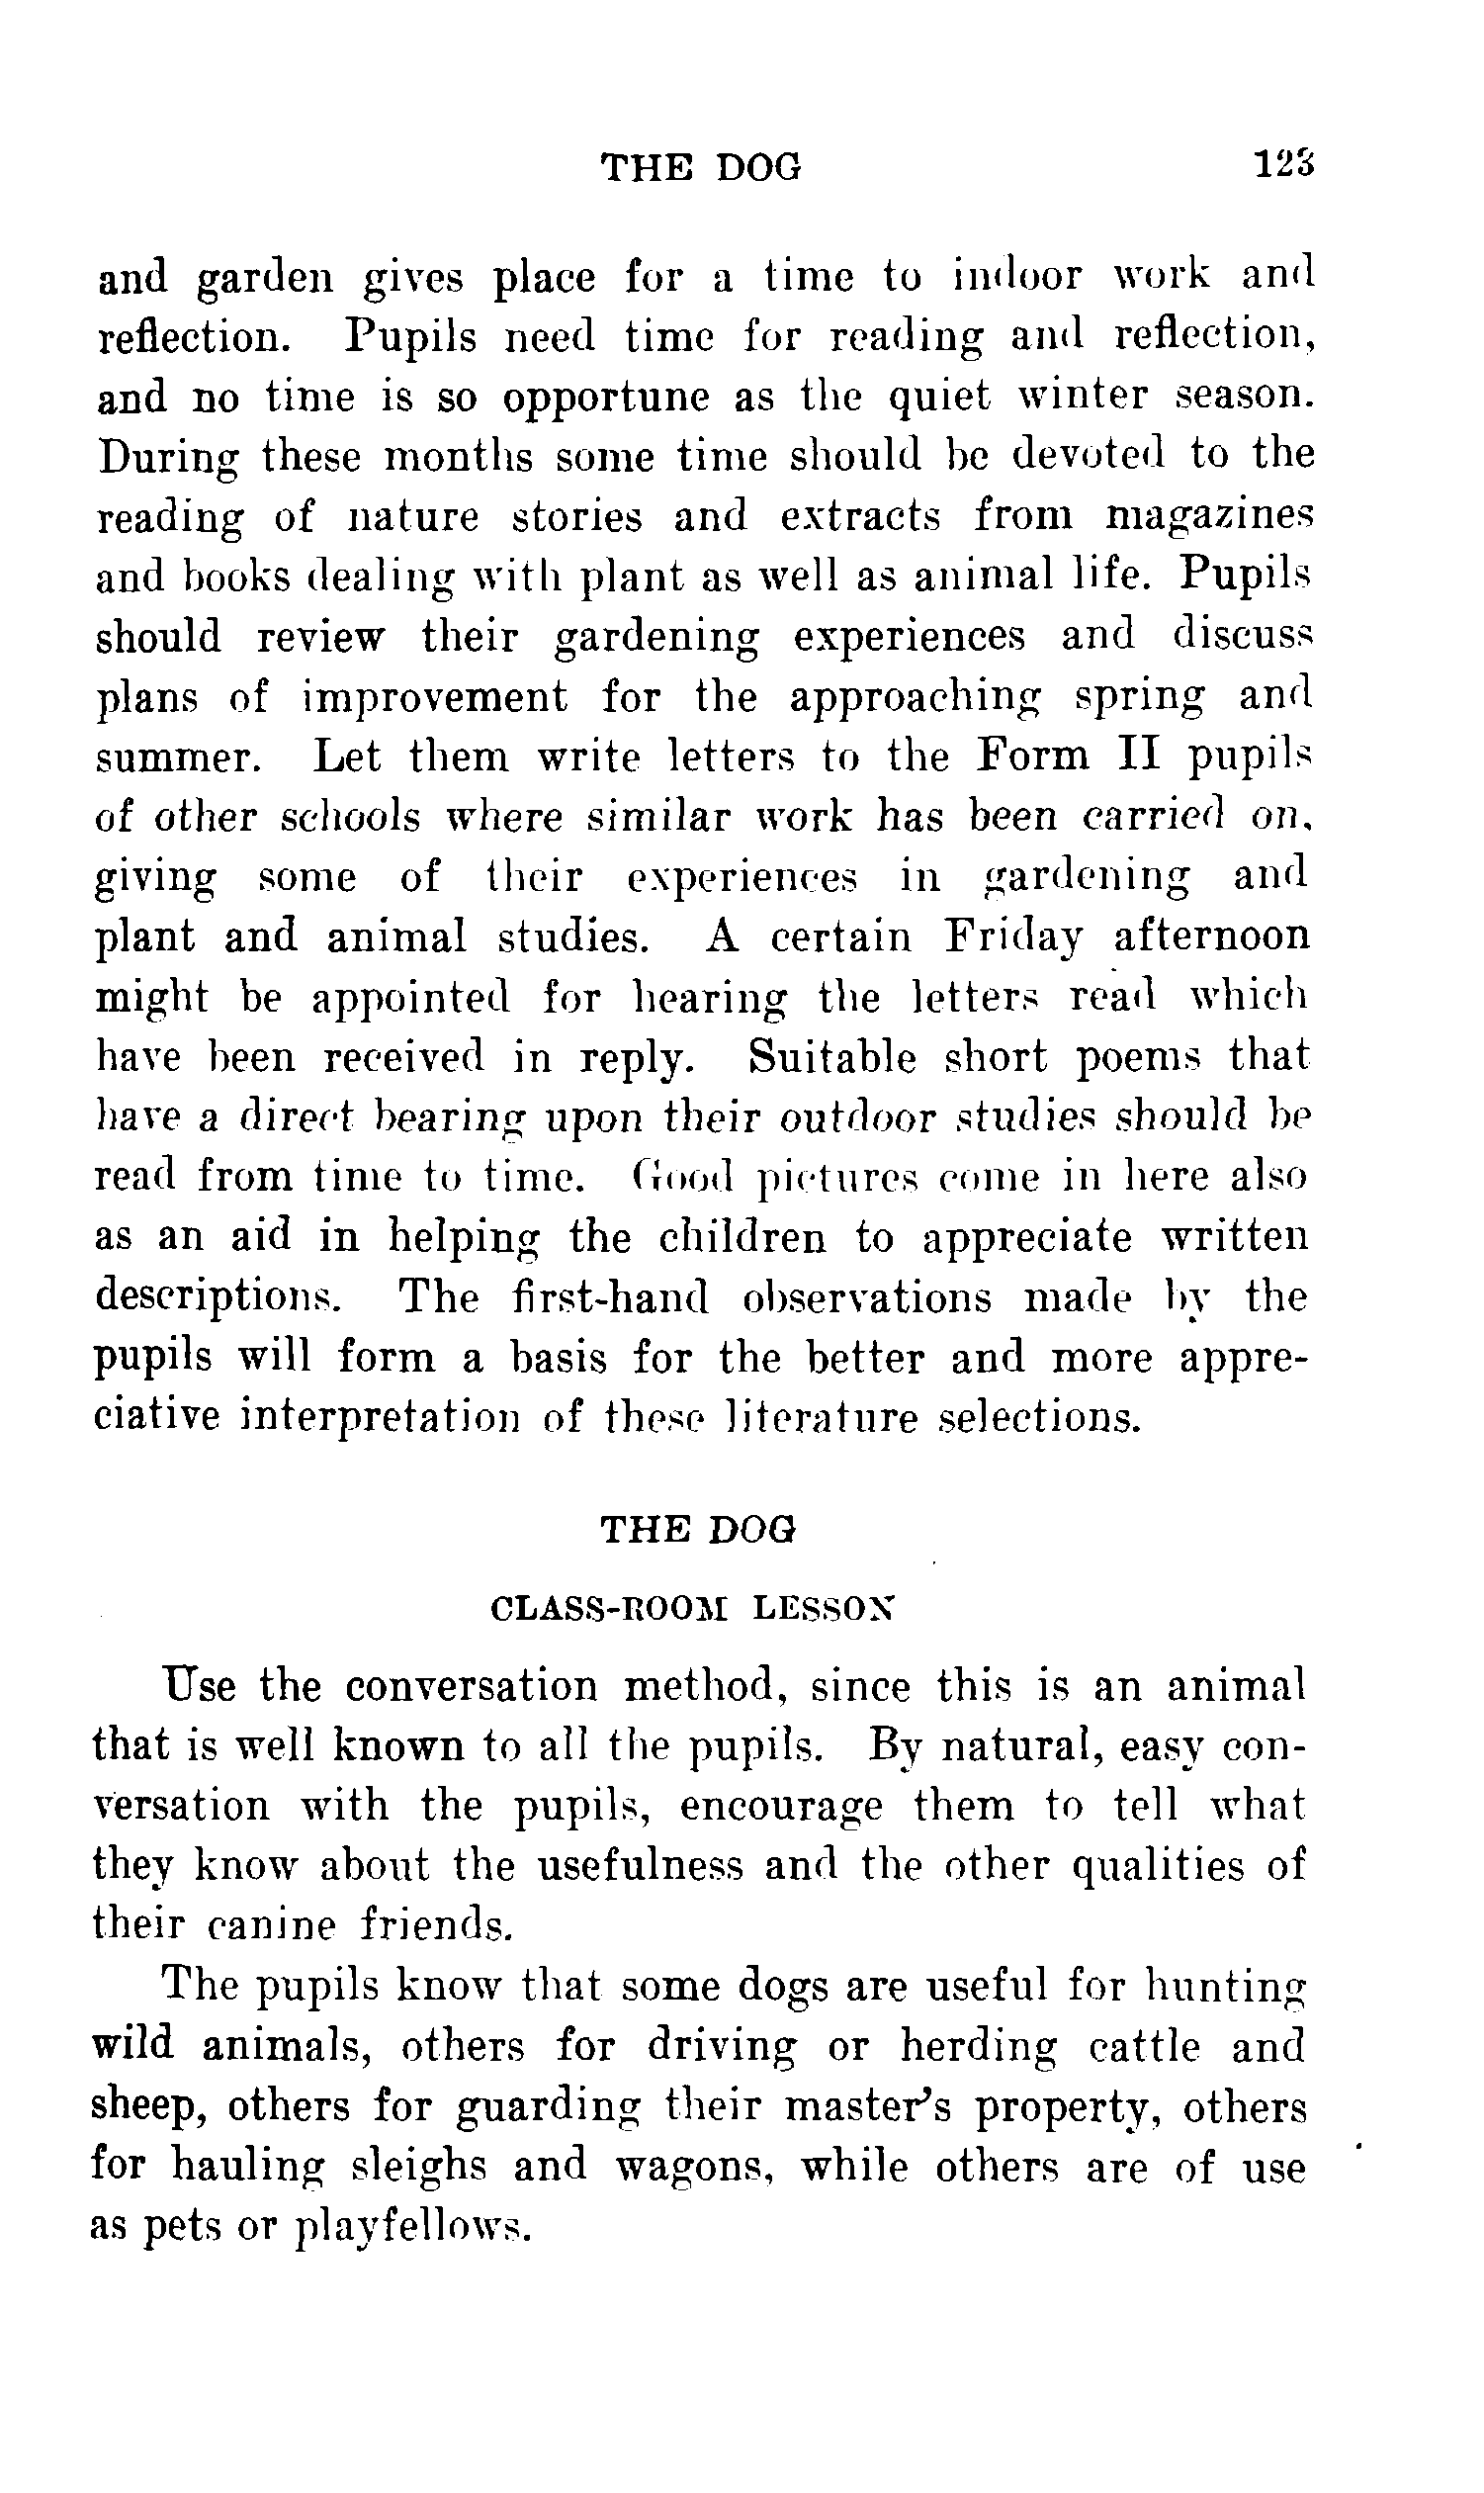 THE DOG 123
and garden gives place for a time to indoor work and
reflection. Pupils need time for reading and reflection,
and no time is so opportune as the quiet winter season.
During these months some time should be devoted to the
reading of nature stories and extracts from magazines
and books dealing with plant as well as animal life. Pupils
should review their gardening experiences and discuss
plans of improvement for the approaching spring and
summer. Let them write letters to the Form II pupils
of other schools where similar work has been carried on,
giving some of their experiences in gardening and
plant and animal studies. A certain Friday afternoon
might be appointed for hearing the letters read which
have been received in reply. Suitable short poems that
have a direct bearing upon their outdoor studies should be
read from time to time. Good pictures come in here also
as an aid in helping the children to appreciate written
descriptions. The first-hand observations made by the
pupils will form a basis for the better and more appre-
ciative interpretation of these literature selections.
THE DOG
CLASS-ROOM LESSON
Use the conversation method, since this is an animal
that is well known to all the pupils. By natural, easy con-
versation with the pupils, encourage them to tell what
they know about the usefulness and the other qualities of
their canine friends.
The pupils know that some dogs are useful for hunting
wild animals, others for driving or herding cattle and
sheep, others for guarding their master's property, others
for hauling sleighs and wagons, while others are of use
as pets or playfellows.